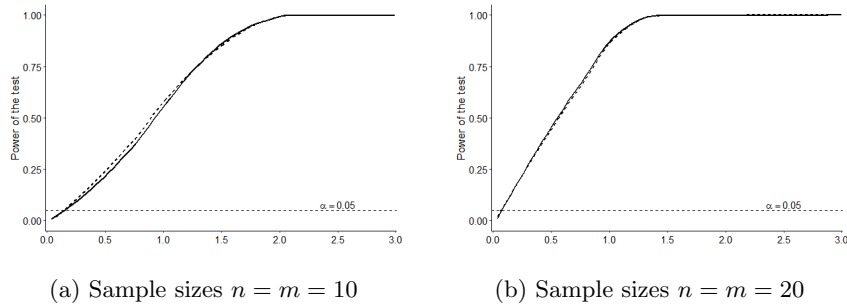 1.00
0.75
0.50
0.25
0.00
Power of the test
α = 0.05
0.0 0.5 1.0 1.5 2.0 2.5 3.0
(a) Sample sizes n = m = 10
1.00
0.75
0.50
0.25
0.00
Power of the test
α = 0.05
0.0 0.5 1.0 1.5 2.0 2.5 3.0
(b) Sample sizes n = m = 20